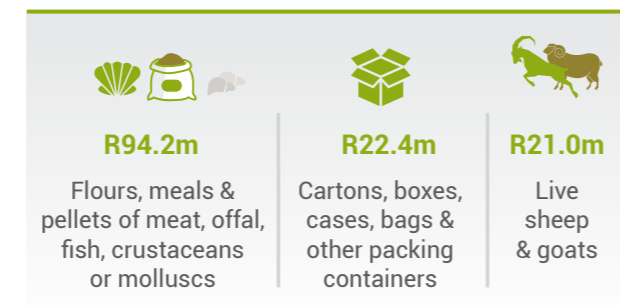 R94.2m
Flours, meals &
pellets of meat, offal,
fish, crustaceans
or molluscs
R22.4m
Cartons, boxes,
cases, bags &
other packing
containers
R21.0m
Live
sheep
& goats